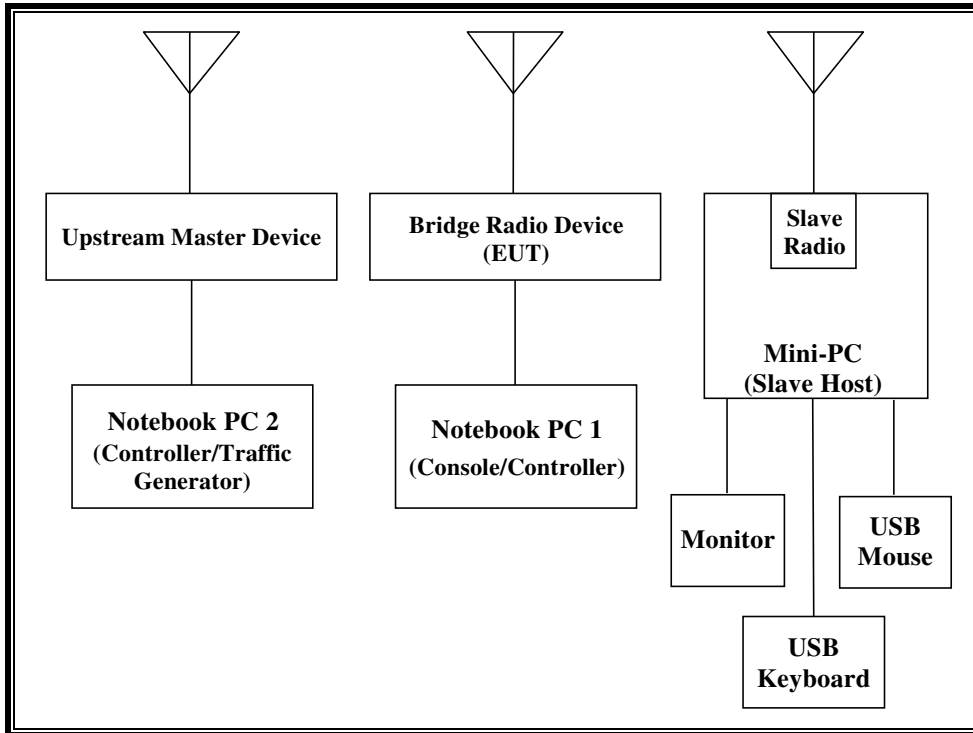 Upstream Master Device
Bridge Radio Device
(EUT)
Slave
Radio
Mini-PC
(Slave Host)
Notebook PC 2
(Controller/Traffic
Generator)
Notebook PC 1
(Console/Controller)
Monitor
USB
Mouse
USB
Keyboard